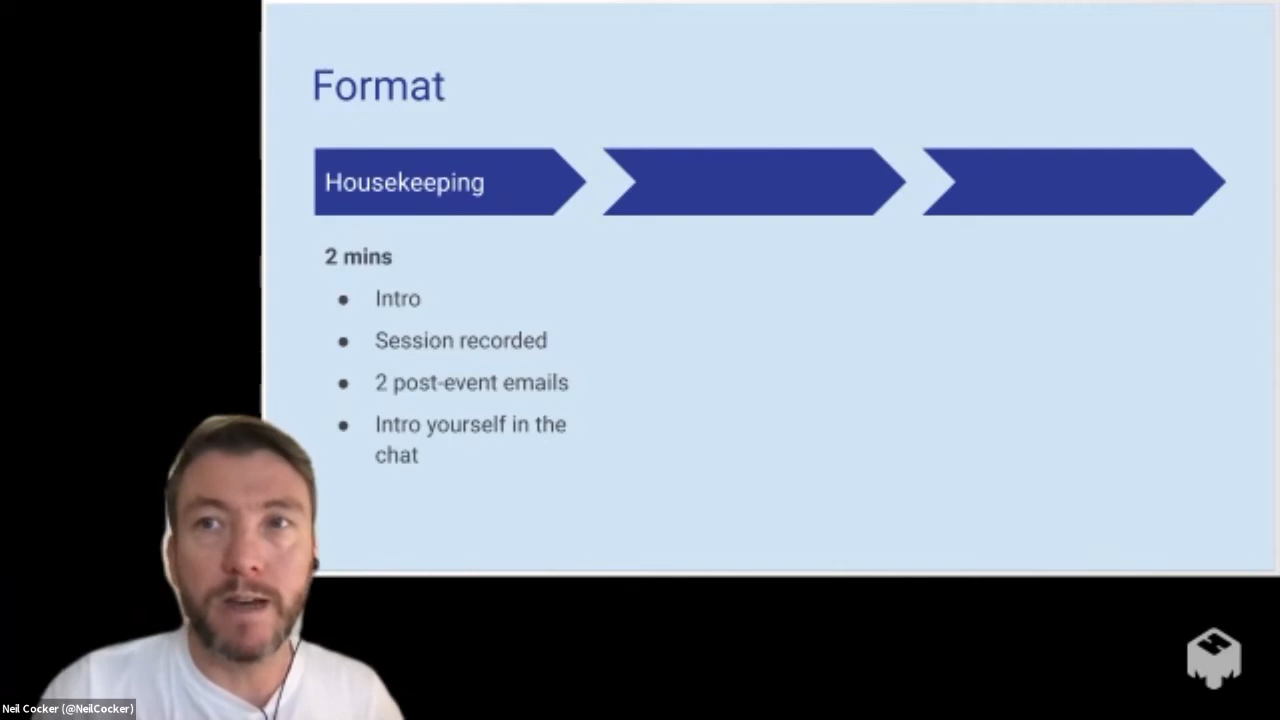 Format
Housekeeping
2 mins
● Intro
● Session recorded
● 2 post-event emails
● Intro yourself in the
chat
Neil Cocker (@NeilCocker)